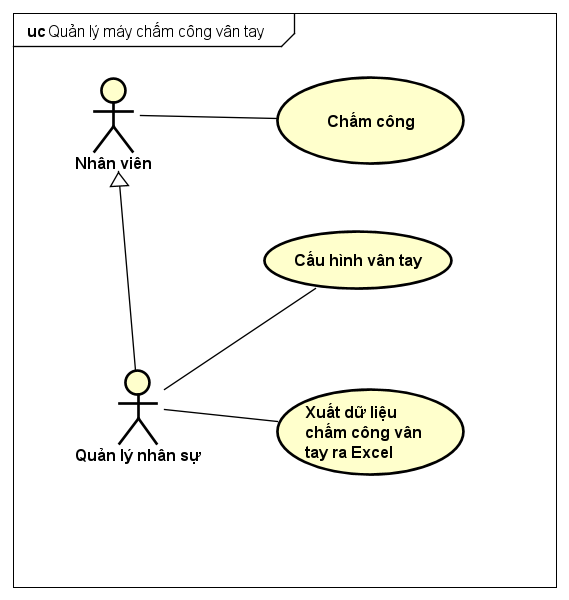 uc Quản lý máy chấm công vân tay
Chấm công
Nhân viên
Cấu hình vân tay
Xuất dữ liệu
chấm công vân
tay ra Excel
Quản lý nhân sự